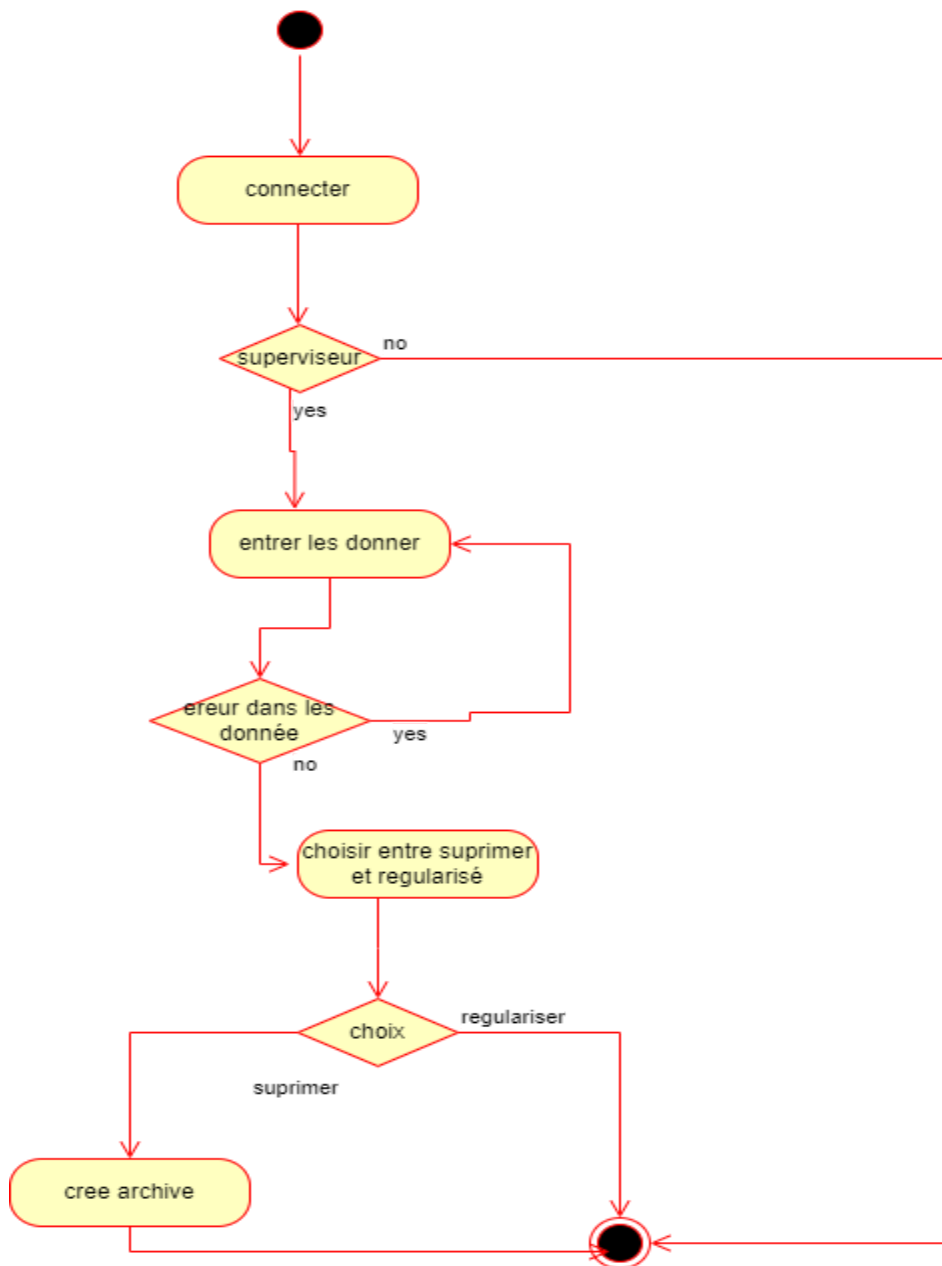 connecter
superviseur
no
yes
entrer les donner
ereur dans les
donnée
yes
no
choisir entre suprimer
et regularisé
choix
regulariser
suprimer
cree archive